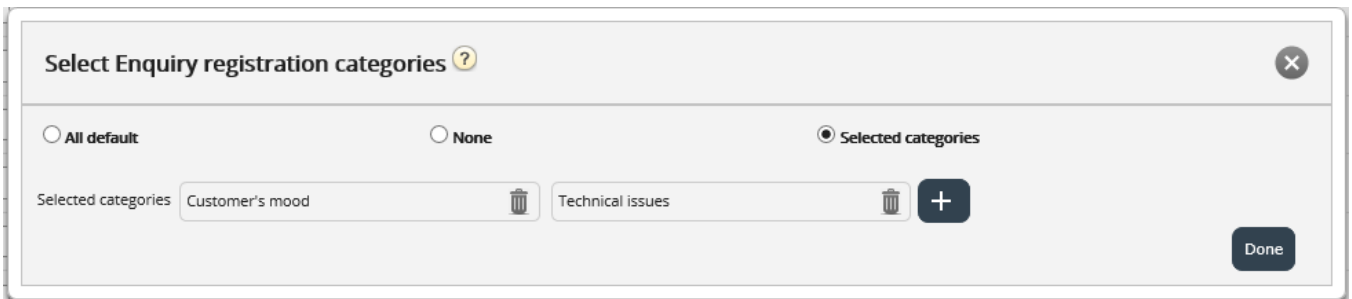 Select Enquiry registration categories ?
All default None Selected categories
Selected categories Customer's mood Technical issues +
Done